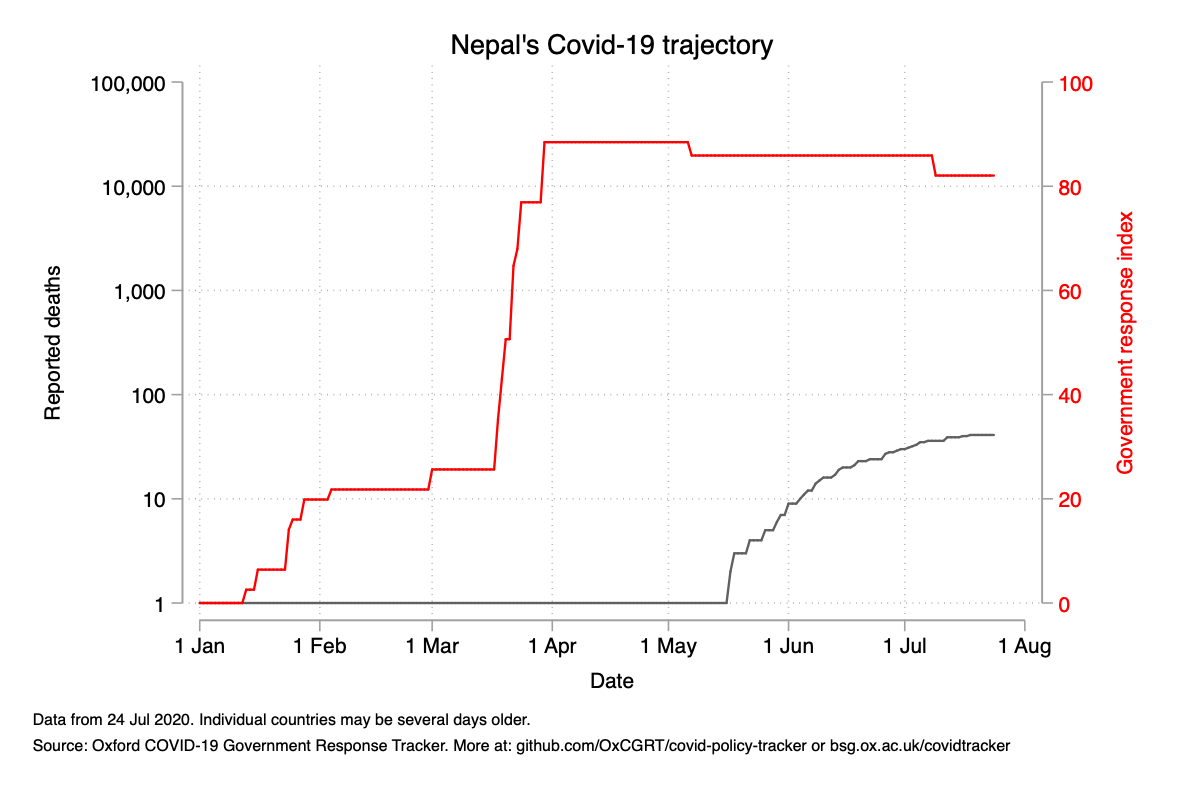 Nepal's Covid-19 trajectory
100,000
10,000
1,000
100
10
1
Reported deaths
100
80
60
40
20
0
Government response index
1 Jan 1 Feb 1 Mar 1 Apr 1 May 1 Jun 1 Jul 1 Aug
Date
Data from 24 Jul 2020. Individual countries may be several days older.
Source: Oxford COVID-19 Government Response Tracker. More at: github.com/OxCGRT/covid-policy-tracker or bsg.ox.ac.uk/covidtracker